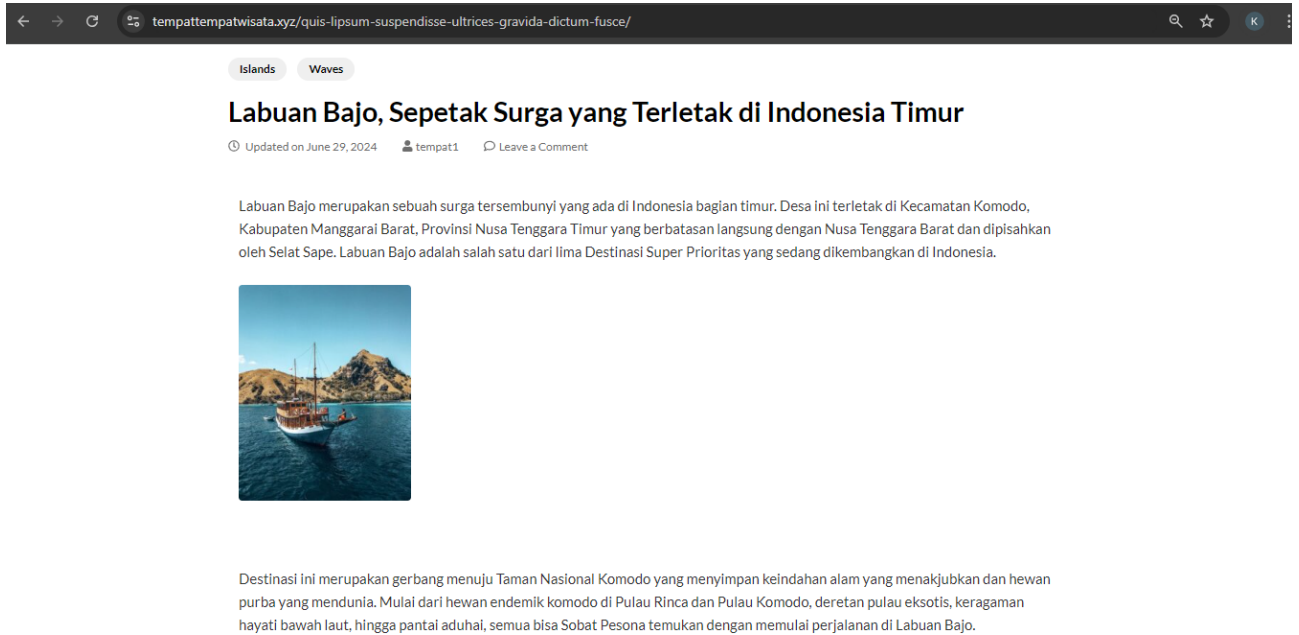 tempattempatwisata.xyz/quis-lipsum-suspendisse-ultrices-gravida-dictum-fusce/
K
Islands Waves
Labuan Bajo, Sepetak Surga yang Terletak di Indonesia Timur
Updated on June 29, 2024 tempat1 Leave a Comment
Labuan Bajo merupakan sebuah surga tersembunyi yang ada di Indonesia bagian timur. Desa ini terletak di Kecamatan Komodo,
Kabupaten Manggarai Barat, Provinsi Nusa Tenggara Timur yang berbatasan langsung dengan Nusa Tenggara Barat dan dipisahkan
oleh Selat Sape. Labuan Bajo adalah salah satu dari lima Destinasi Super Prioritas yang sedang dikembangkan di Indonesia.
Destinasi ini merupakan gerbang menuju Taman Nasional Komodo yang menyimpan keindahan alam yang menakjubkan dan hewan
purba yang mendunia. Mulai dari hewan endemik komodo di Pulau Rinca dan Pulau Komodo, deretan pulau eksotis, keragaman
hayati bawah laut, hingga pantai aduhai, semua bisa Sobat Pesona temukan dengan memulai perjalanan di Labuan Bajo.